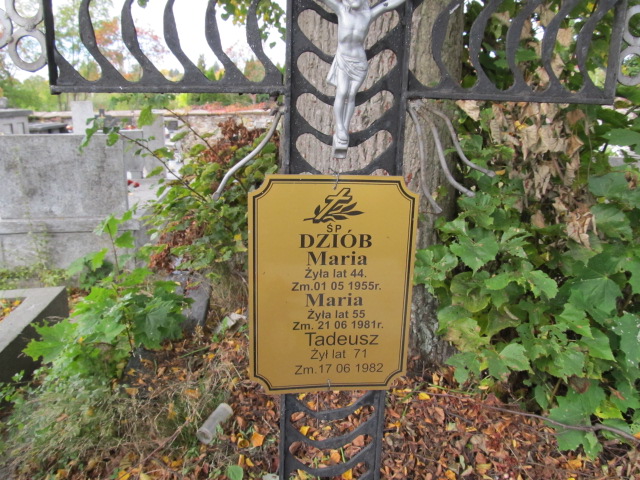 ŚP
DZIÓB
Maria
Żyła lat 44.
Zm.01 05 1955r.
Maria
Żyła lat 55
Zm. 21 06 1981r.
Tadeusz
Żył lat 71
Zm.17 06 1982